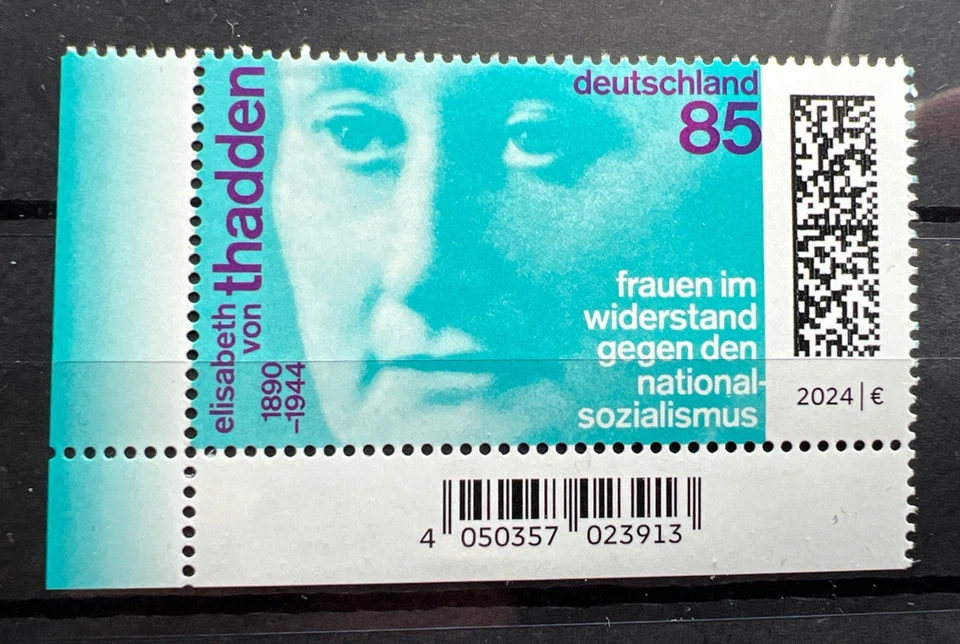 elisabeth
von thadden
1890
–1944
deutschland
85
frauen im
widerstand
gegen den
national-
sozialismus
2024 | €
4 050357 023913